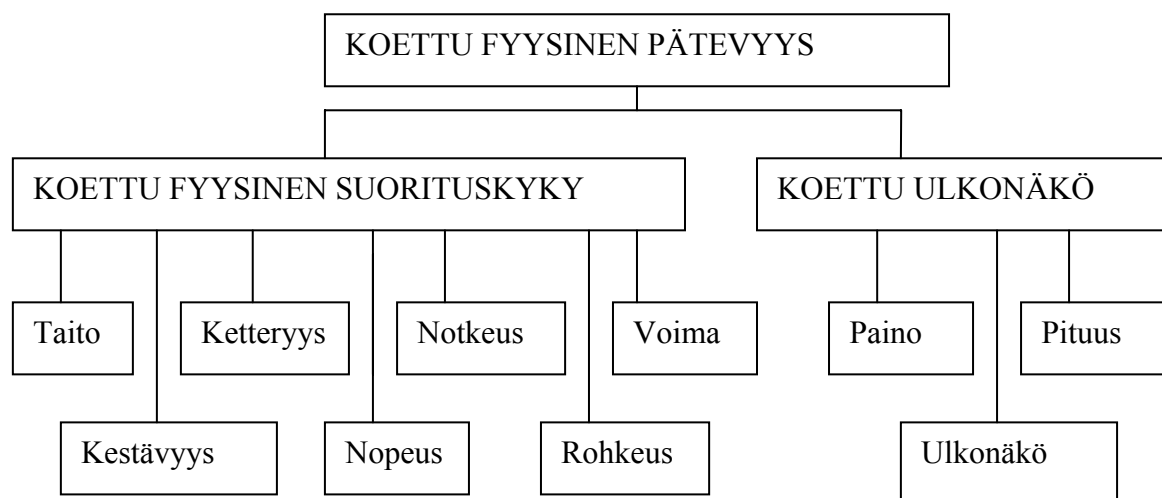 KOETTU FYYSINEN PÄTEVYYS
KOETTU FYYSINEN SUORITUSKYKY
KOETTU ULKONÄKÖ
Taito
Ketteryys
Notkeus
Voima
Paino
Pituus
Kestävyys
Nopeus
Rohkeus
Ulkonäkö